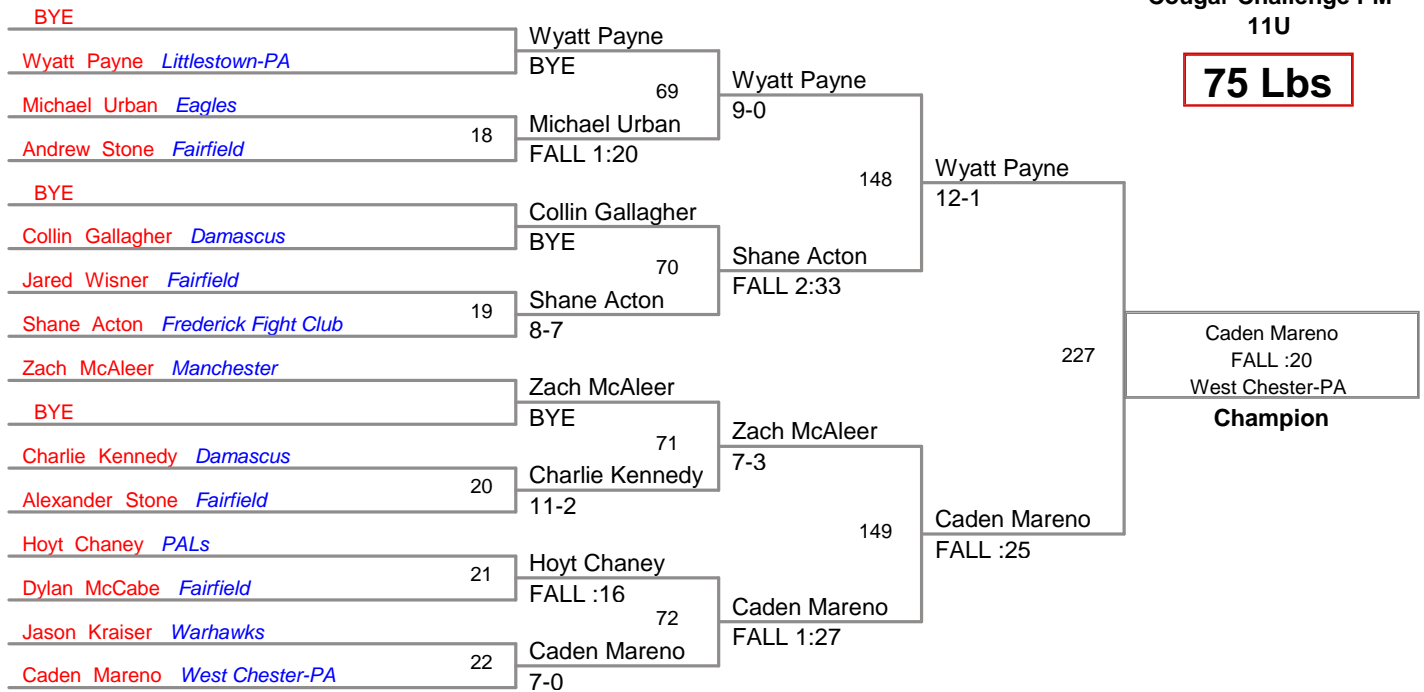 Cougar Challenge PM
11U
75 Lbs
BYE
Wyatt Payne Littlestown-PA
Michael Urban Eagles
Andrew Stone Fairfield
BYE
Collin Gallagher Damascus
Jared Wisner Fairfield
Shane Acton Frederick Fight Club
Zach McAleer Manchester
BYE
Charlie Kennedy Damascus
Alexander Stone Fairfield
Hoyt Chaney PALs
Dylan McCabe Fairfield
Jason Kraiser Warhawks
Caden Mareno West Chester-PA
18
19
20
21
22
Wyatt Payne
BYE
Michael Urban
FALL 1:20
Collin Gallagher
BYE
Shane Acton
8-7
Zach McAleer
BYE
Charlie Kennedy
11-2
Hoyt Chaney
FALL :16
Caden Mareno
7-0
69
70
71
72
Wyatt Payne
9-0
Shane Acton
FALL 2:33
Zach McAleer
7-3
Caden Mareno
FALL 1:27
148
149
Wyatt Payne
12-1
Caden Mareno
FALL :25
227
Caden Mareno
FALL :20
West Chester-PA
Champion